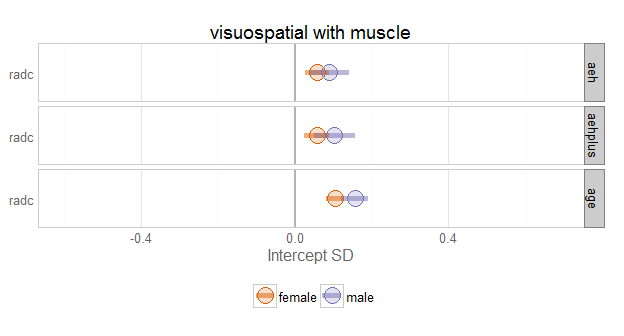 visuospatial with muscle
radc
aeh
radc
aehplus
radc
age
-0.4 0.0 0.4
Intercept SD
female male